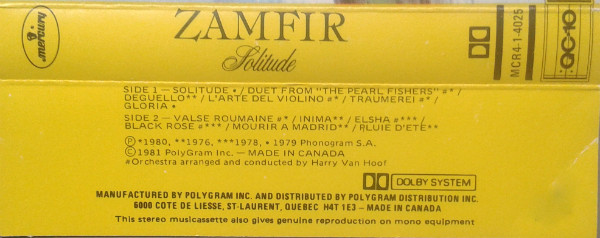 mercury
ZAMFIR
Solitude
MCR4-1-4025
QC-10
SIDE 1 — SOLITUDE • / DUET FROM "THE PEARL FISHERS" #* /
DEGUELLO** / L'ARTE DEL VIOLINO #* / TRAUMEREI #* /
GLORIA •
SIDE 2 — VALSE ROUMAINE #* / INIMA** / ELSHA #*** /
BLACK ROSE #*** / MOURIR A MADRID** / PLUIE D'ETE**
Ⓟ *1980, **1976, ***1978, • 1979 Phonogram S.A.
©1981 PolyGram Inc. — MADE IN CANADA
#Orchestra arranged and conducted by Harry Van Hoof
DOLBY SYSTEM
MANUFACTURED BY POLYGRAM INC. AND DISTRIBUTED BY POLYGRAM DISTRIBUTION INC.
6000 COTE DE LIESSE, ST-LAURENT, QUEBEC H4T 1E3 — MADE IN CANADA
This stereo musicassette also gives genuine reproduction on mono equipment